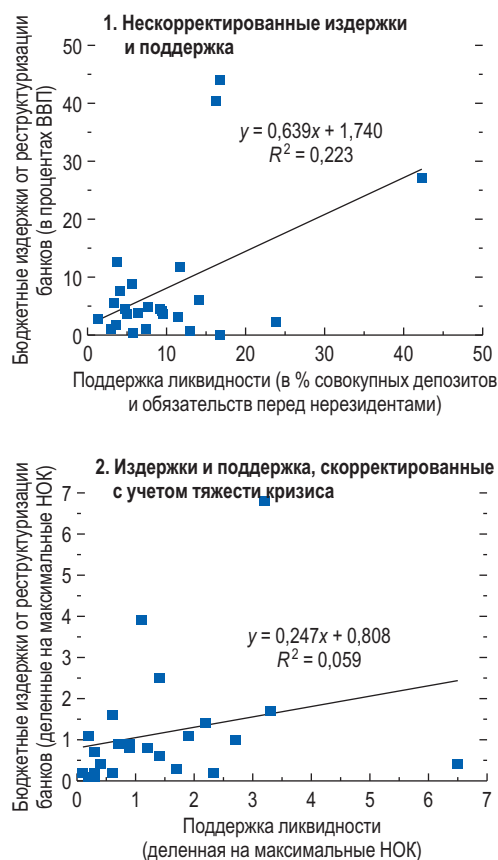 1. Нескорректированные издержки
и поддержка
Бюджетные издержки от реструктуризации
банков (в процентах ВВП)
50
40
30
20
10
0
y = 0,639x + 1,740
R² = 0,223
0 10 20 30 40 50
Поддержка ликвидности (в % совокупных депозитов
и обязательств перед нерезидентами)
2. Издержки и поддержка, скорректированные
с учетом тяжести кризиса
Бюджетные издержки от реструктуризации
банков (деленные на максимальные НОК)
7
6
5
4
3
2
1
0
y = 0,247x + 0,808
R² = 0,059
0 1 2 3 4 5 6 7
Поддержка ликвидности
(деленная на максимальные НОК)